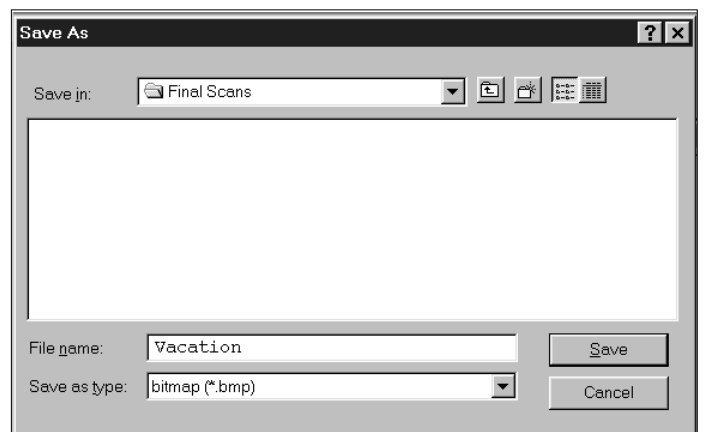 Save As
Save in: Final Scans
File name: Vacation
Save
Save as type: bitmap (*.bmp)
Cancel